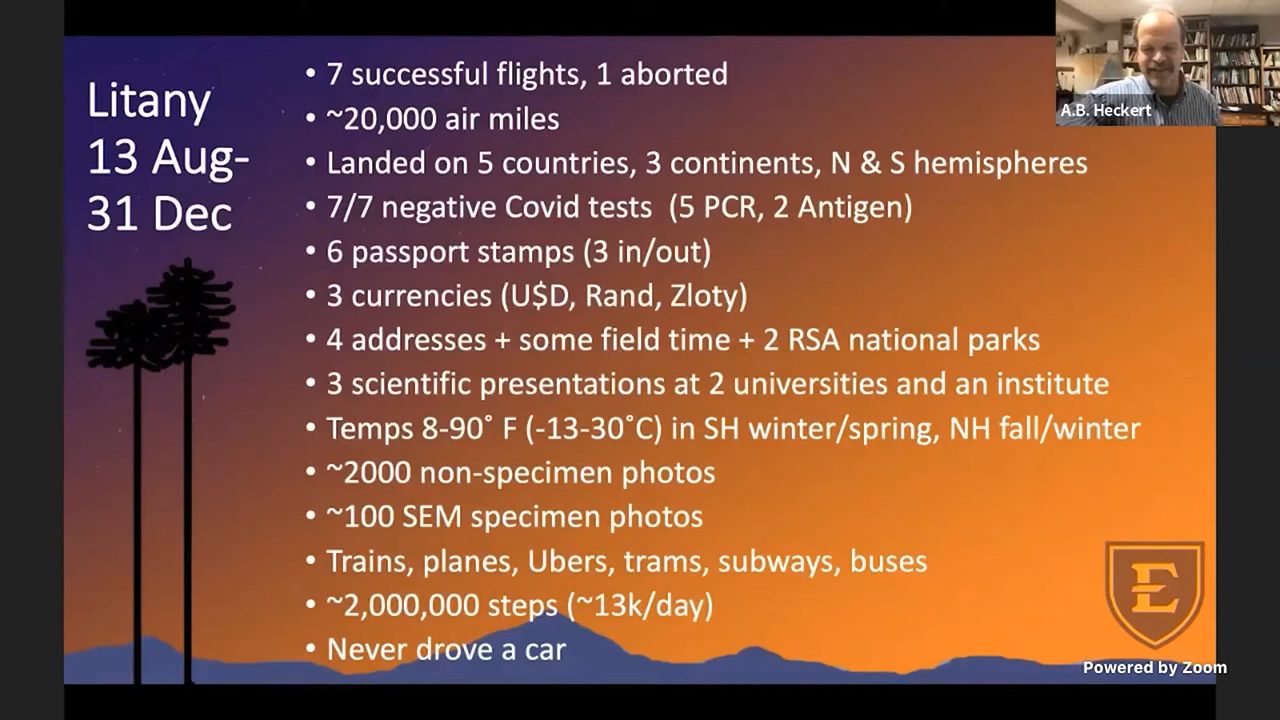 Litany
13 Aug-
31 Dec
• 7 successful flights, 1 aborted
• ~20,000 air miles
• Landed on 5 countries, 3 continents, N & S hemispheres
• 7/7 negative Covid tests (5 PCR, 2 Antigen)
• 6 passport stamps (3 in/out)
• 3 currencies (U$D, Rand, Zloty)
• 4 addresses + some field time + 2 RSA national parks
• 3 scientific presentations at 2 universities and an institute
• Temps 8-90˚ F (-13-30˚C) in SH winter/spring, NH fall/winter
• ~2000 non-specimen photos
• ~100 SEM specimen photos
• Trains, planes, Ubers, trams, subways, buses
• ~2,000,000 steps (~13k/day)
• Never drove a car
A.B. Heckert
E
Powered by Zoom